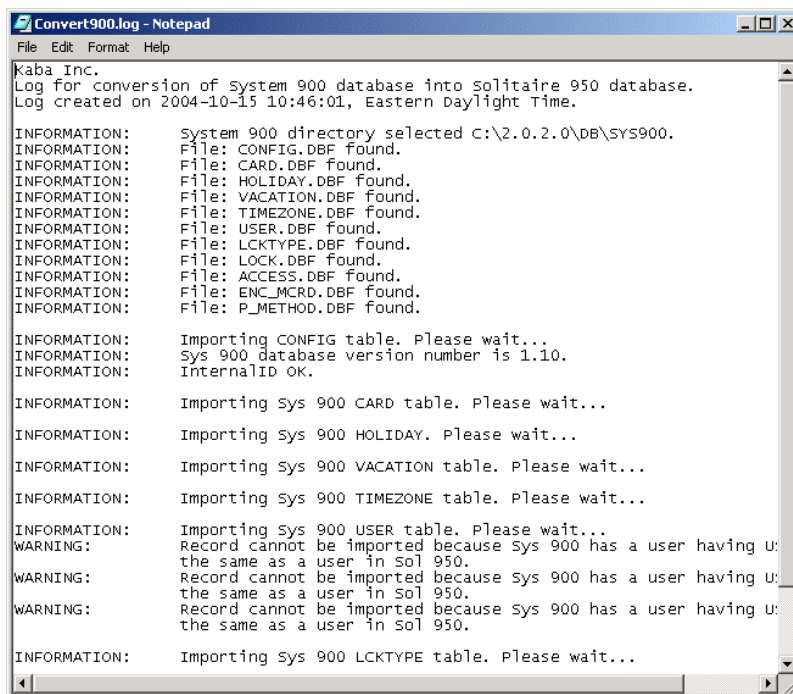 Convert900.log - Notepad
File Edit Format Help
Kaba Inc.
Log for conversion of System 900 database into Solitaire 950 database.
Log created on 2004-10-15 10:46:01, Eastern Daylight Time.
INFORMATION: System 900 directory selected C:\2.0.2.0\DB\SYS900.
INFORMATION: File: CONFIG.DBF found.
INFORMATION: File: CARD.DBF found.
INFORMATION: File: HOLIDAY.DBF found.
INFORMATION: File: VACATION.DBF found.
INFORMATION: File: TIMEZONE.DBF found.
INFORMATION: File: USER.DBF found.
INFORMATION: File: LCKTYPE.DBF found.
INFORMATION: File: LOCK.DBF found.
INFORMATION: File: ACCESS.DBF found.
INFORMATION: File: ENC_MCRD.DBF found.
INFORMATION: File: P_METHOD.DBF found.
INFORMATION: Importing CONFIG table. Please wait...
INFORMATION: Sys 900 database version number is 1.10.
INFORMATION: InternalID OK.
INFORMATION: Importing Sys 900 CARD table. Please wait...
INFORMATION: Importing Sys 900 HOLIDAY. Please wait...
INFORMATION: Importing Sys 900 VACATION table. Please wait...
INFORMATION: Importing Sys 900 TIMEZONE table. Please wait...
INFORMATION: Importing Sys 900 USER table. Please wait...
WARNING: Record cannot be imported because Sys 900 has a user having
the same as a user in Sol 950.
WARNING: Record cannot be imported because Sys 900 has a user having
the same as a user in Sol 950.
WARNING: Record cannot be imported because Sys 900 has a user having
the same as a user in Sol 950.
INFORMATION: Importing Sys 900 LCKTYPE table. Please wait...